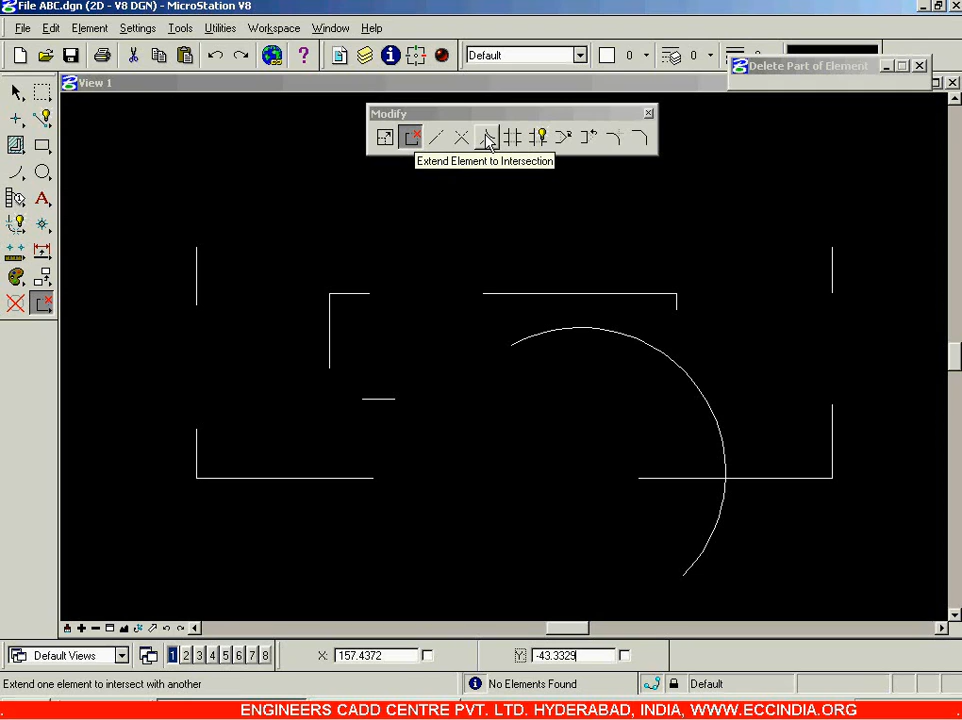 File ABC.dgn (2D - V8 DGN) - MicroStation V8
File Edit Element Settings Tools Utilities Workspace Window Help
Default 0 0
Delete Part of Element
View 1
Modify
Extend Element to Intersection
Default Views 1 2 3 4 5 6 7 8 X: 157.4372 Y: -43.3329
Extend one element to intersect with another No Elements Found Default
ENGINEERS CADD CENTRE PVT. LTD. HYDERABAD, INDIA, WWW.ECCINDIA.ORG